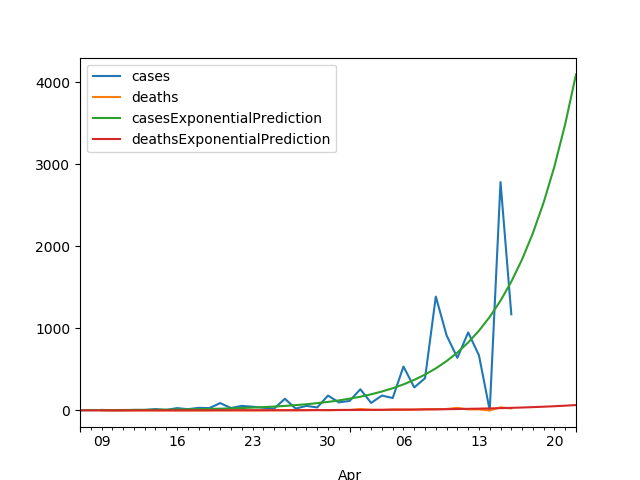 cases
deaths
casesExponentialPrediction
deathsExponentialPrediction
4000
3000
2000
1000
0
09 16 23 30 06 13 20
Apr